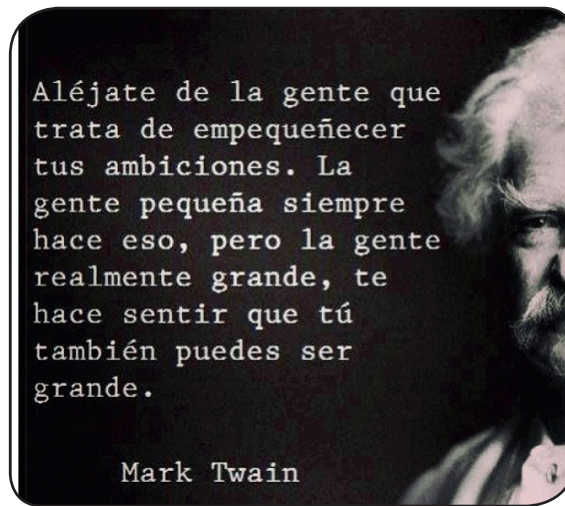 Aléjate de la gente que
trata de empequeñecer
tus ambiciones. La
gente pequeña siempre
hace eso, pero la gente
realmente grande, te
hace sentir que tú
también puedes ser
grande.
Mark Twain